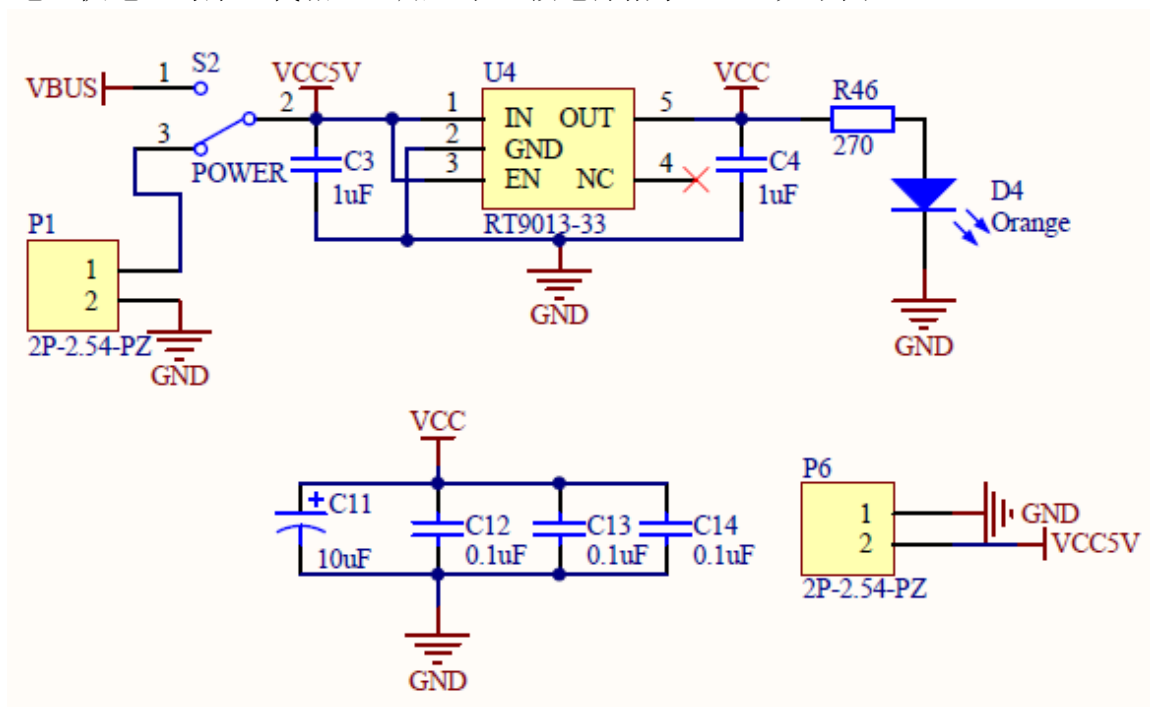 VBUS
1
S2
2
3
POWER
VCC5V
C3
1uF
U4
1
2
3
IN OUT
GND
EN NC
5
4
RT9013-33
VCC
C4
1uF
R46
270
D4
Orange
GND
GND
P1
1
2
2P-2.54-PZ
GND
VCC
C11
10uF
C12
0.1uF
C13
0.1uF
C14
0.1uF
GND
P6
1
2
GND
VCC5V
2P-2.54-PZ